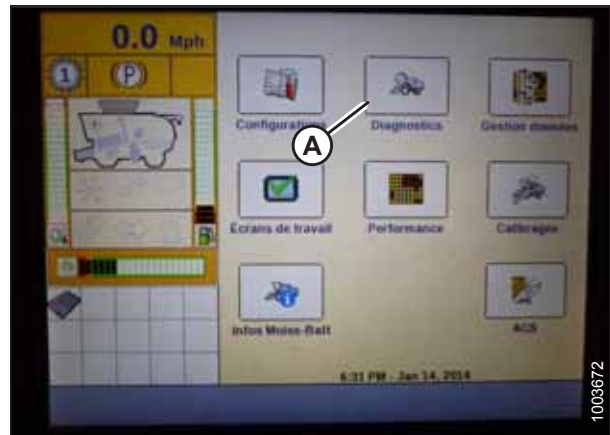 0.0 Mph
1 P
Configurations
Diagnostics
Gestion données
A
Ecrans de travail
Performance
Calibrages
Infos Moiss-Batt
ACS
6:31 PM - Jan 14, 2014
1003672